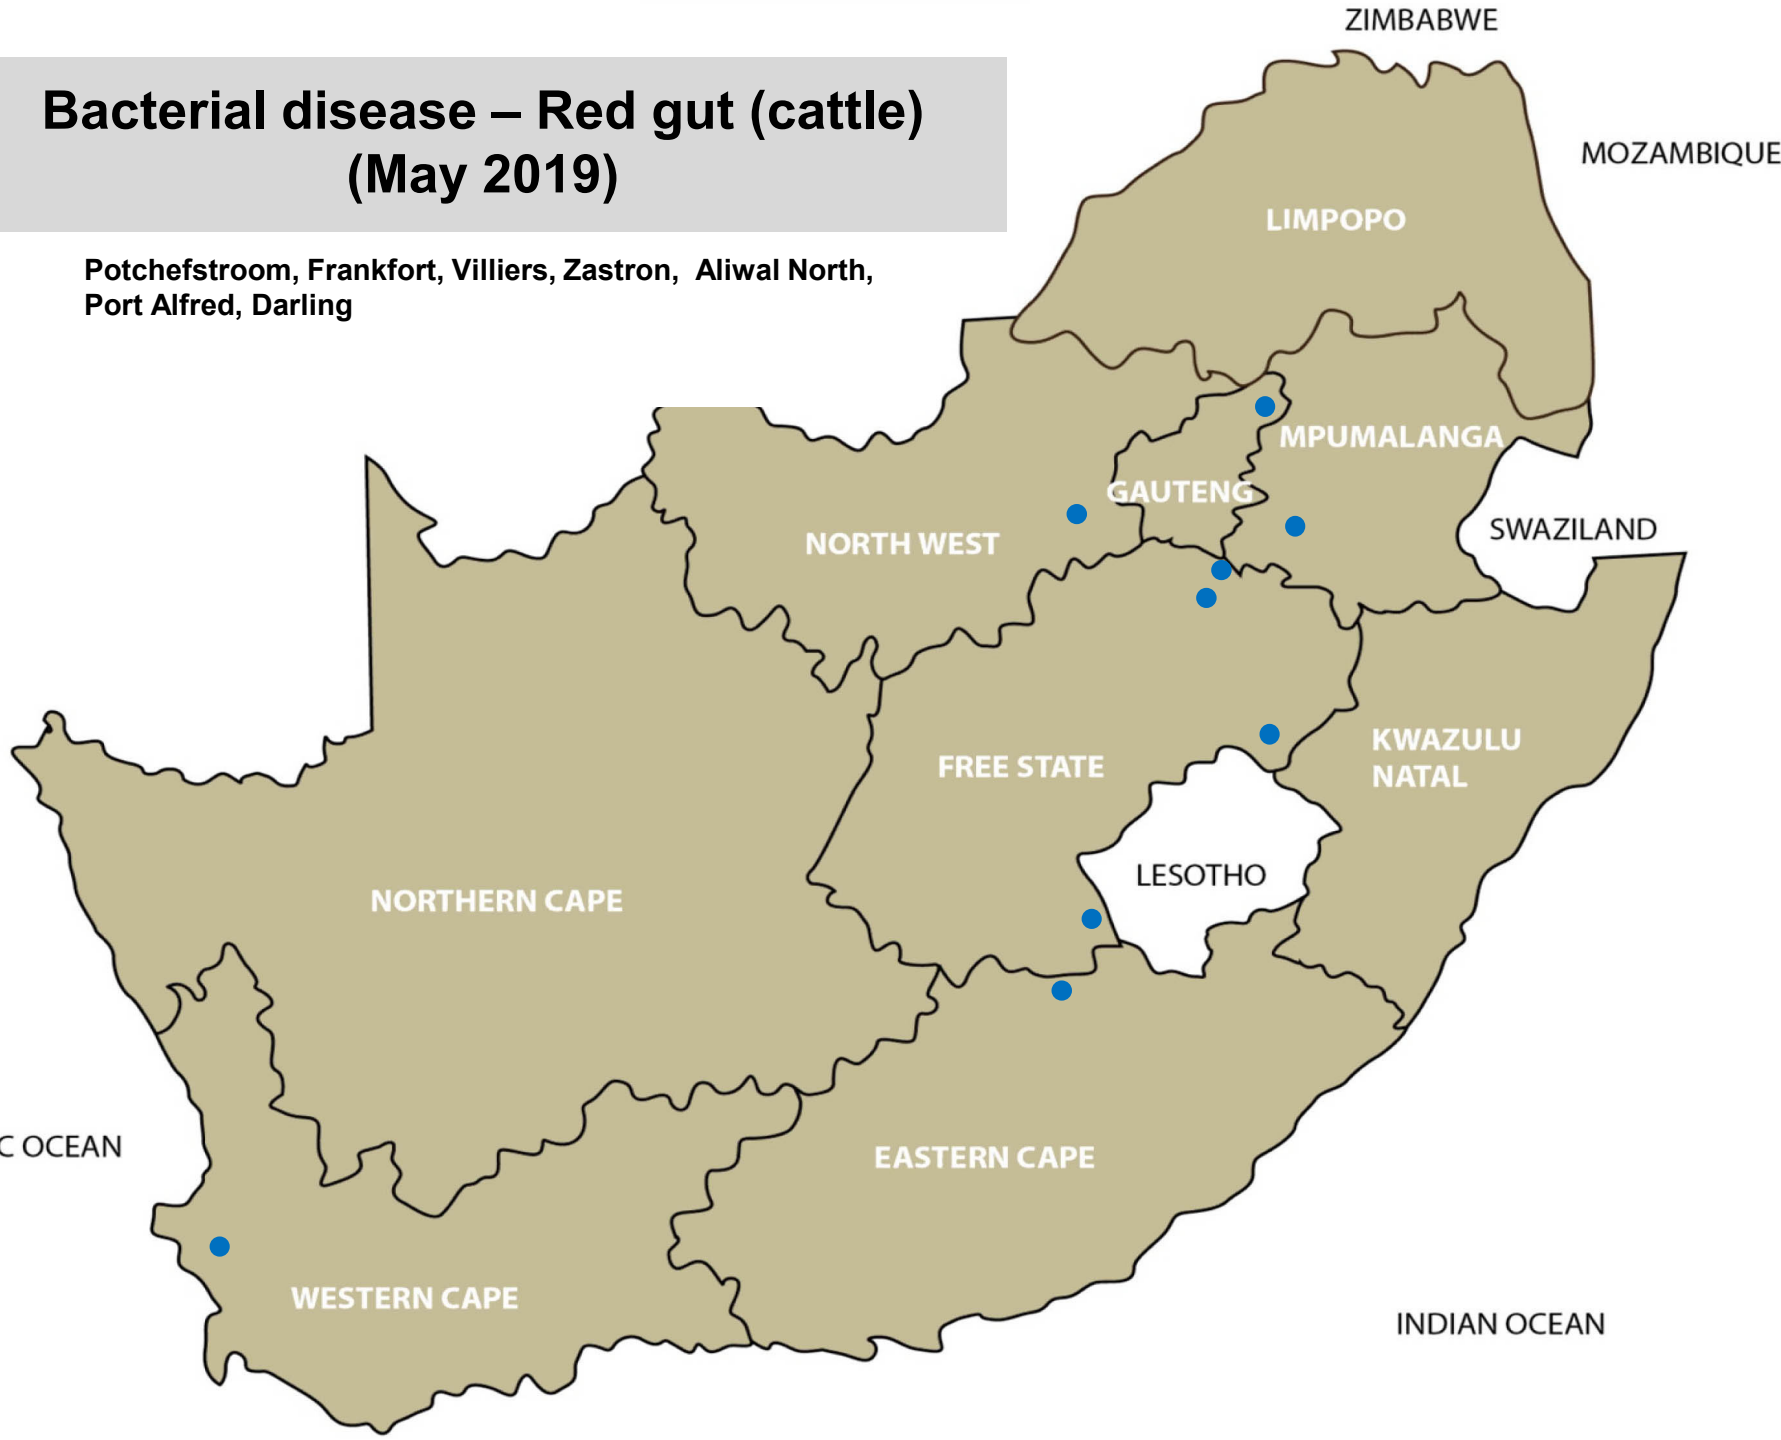 ZIMBABWE
Bacterial disease – Red gut (cattle)
(May 2019)
MOZAMBIQUE
LIMPOPO
Potchefstroom, Frankfort, Villiers, Zastron, Aliwal North,
Port Alfred, Darling
MPUMALANGA
GAUTENG
NORTH WEST
SWAZILAND
FREE STATE
KWAZULU
NATAL
LESOTHO
NORTHERN CAPE
C OCEAN
EASTERN CAPE
WESTERN CAPE
INDIAN OCEAN